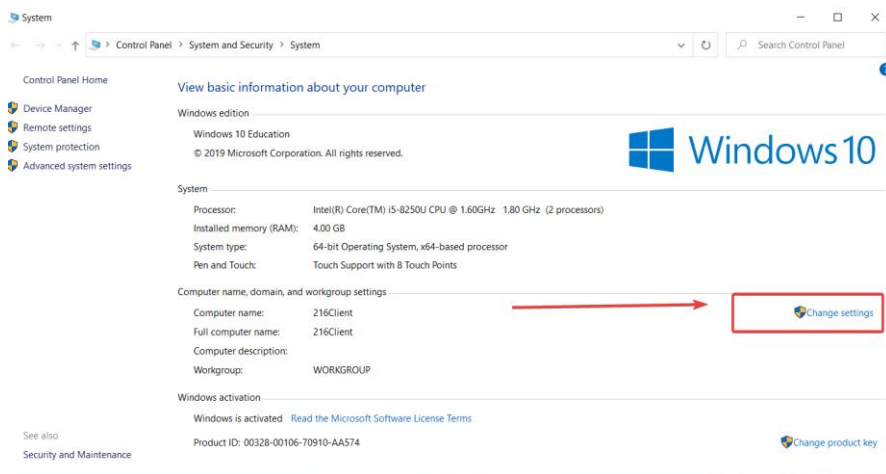 System
Control Panel > System and Security > System
Search Control Panel
Control Panel Home
Device Manager
Remote settings
System protection
Advanced system settings
See also
Security and Maintenance
View basic information about your computer
Windows edition
Windows 10 Education
© 2019 Microsoft Corporation. All rights reserved.
Windows 10
System
Processor: Intel(R) Core(TM) i5-8250U CPU @ 1.60GHz 1.80 GHz (2 processors)
Installed memory (RAM): 4.00 GB
System type: 64-bit Operating System, x64-based processor
Pen and Touch: Touch Support with 8 Touch Points
Computer name, domain, and workgroup settings
Computer name: 216Client
Change settings
Full computer name: 216Client
Computer description:
Workgroup: WORKGROUP
Windows activation
Windows is activated Read the Microsoft Software License Terms
Product ID: 00328-00106-70910-AA574
Change product key